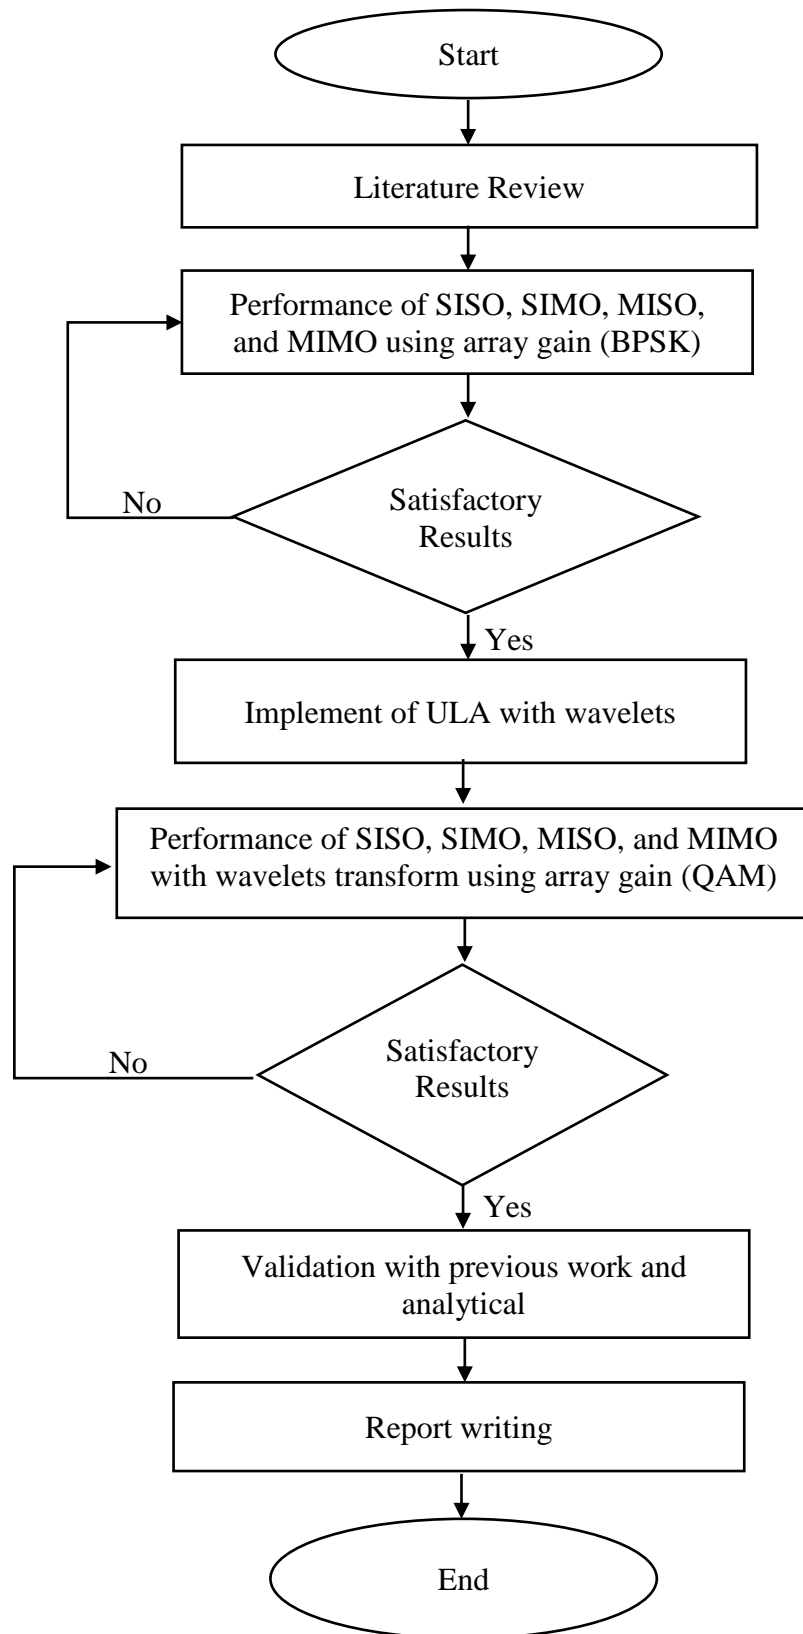 Start
Literature Review
Performance of SISO, SIMO, MISO,
and MIMO using array gain (BPSK)
Satisfactory
Results
No
Yes
Implement of ULA with wavelets
Performance of SISO, SIMO, MISO, and MIMO
with wavelets transform using array gain (QAM)
Satisfactory
Results
No
Yes
Validation with previous work and
analytical
Report writing
End